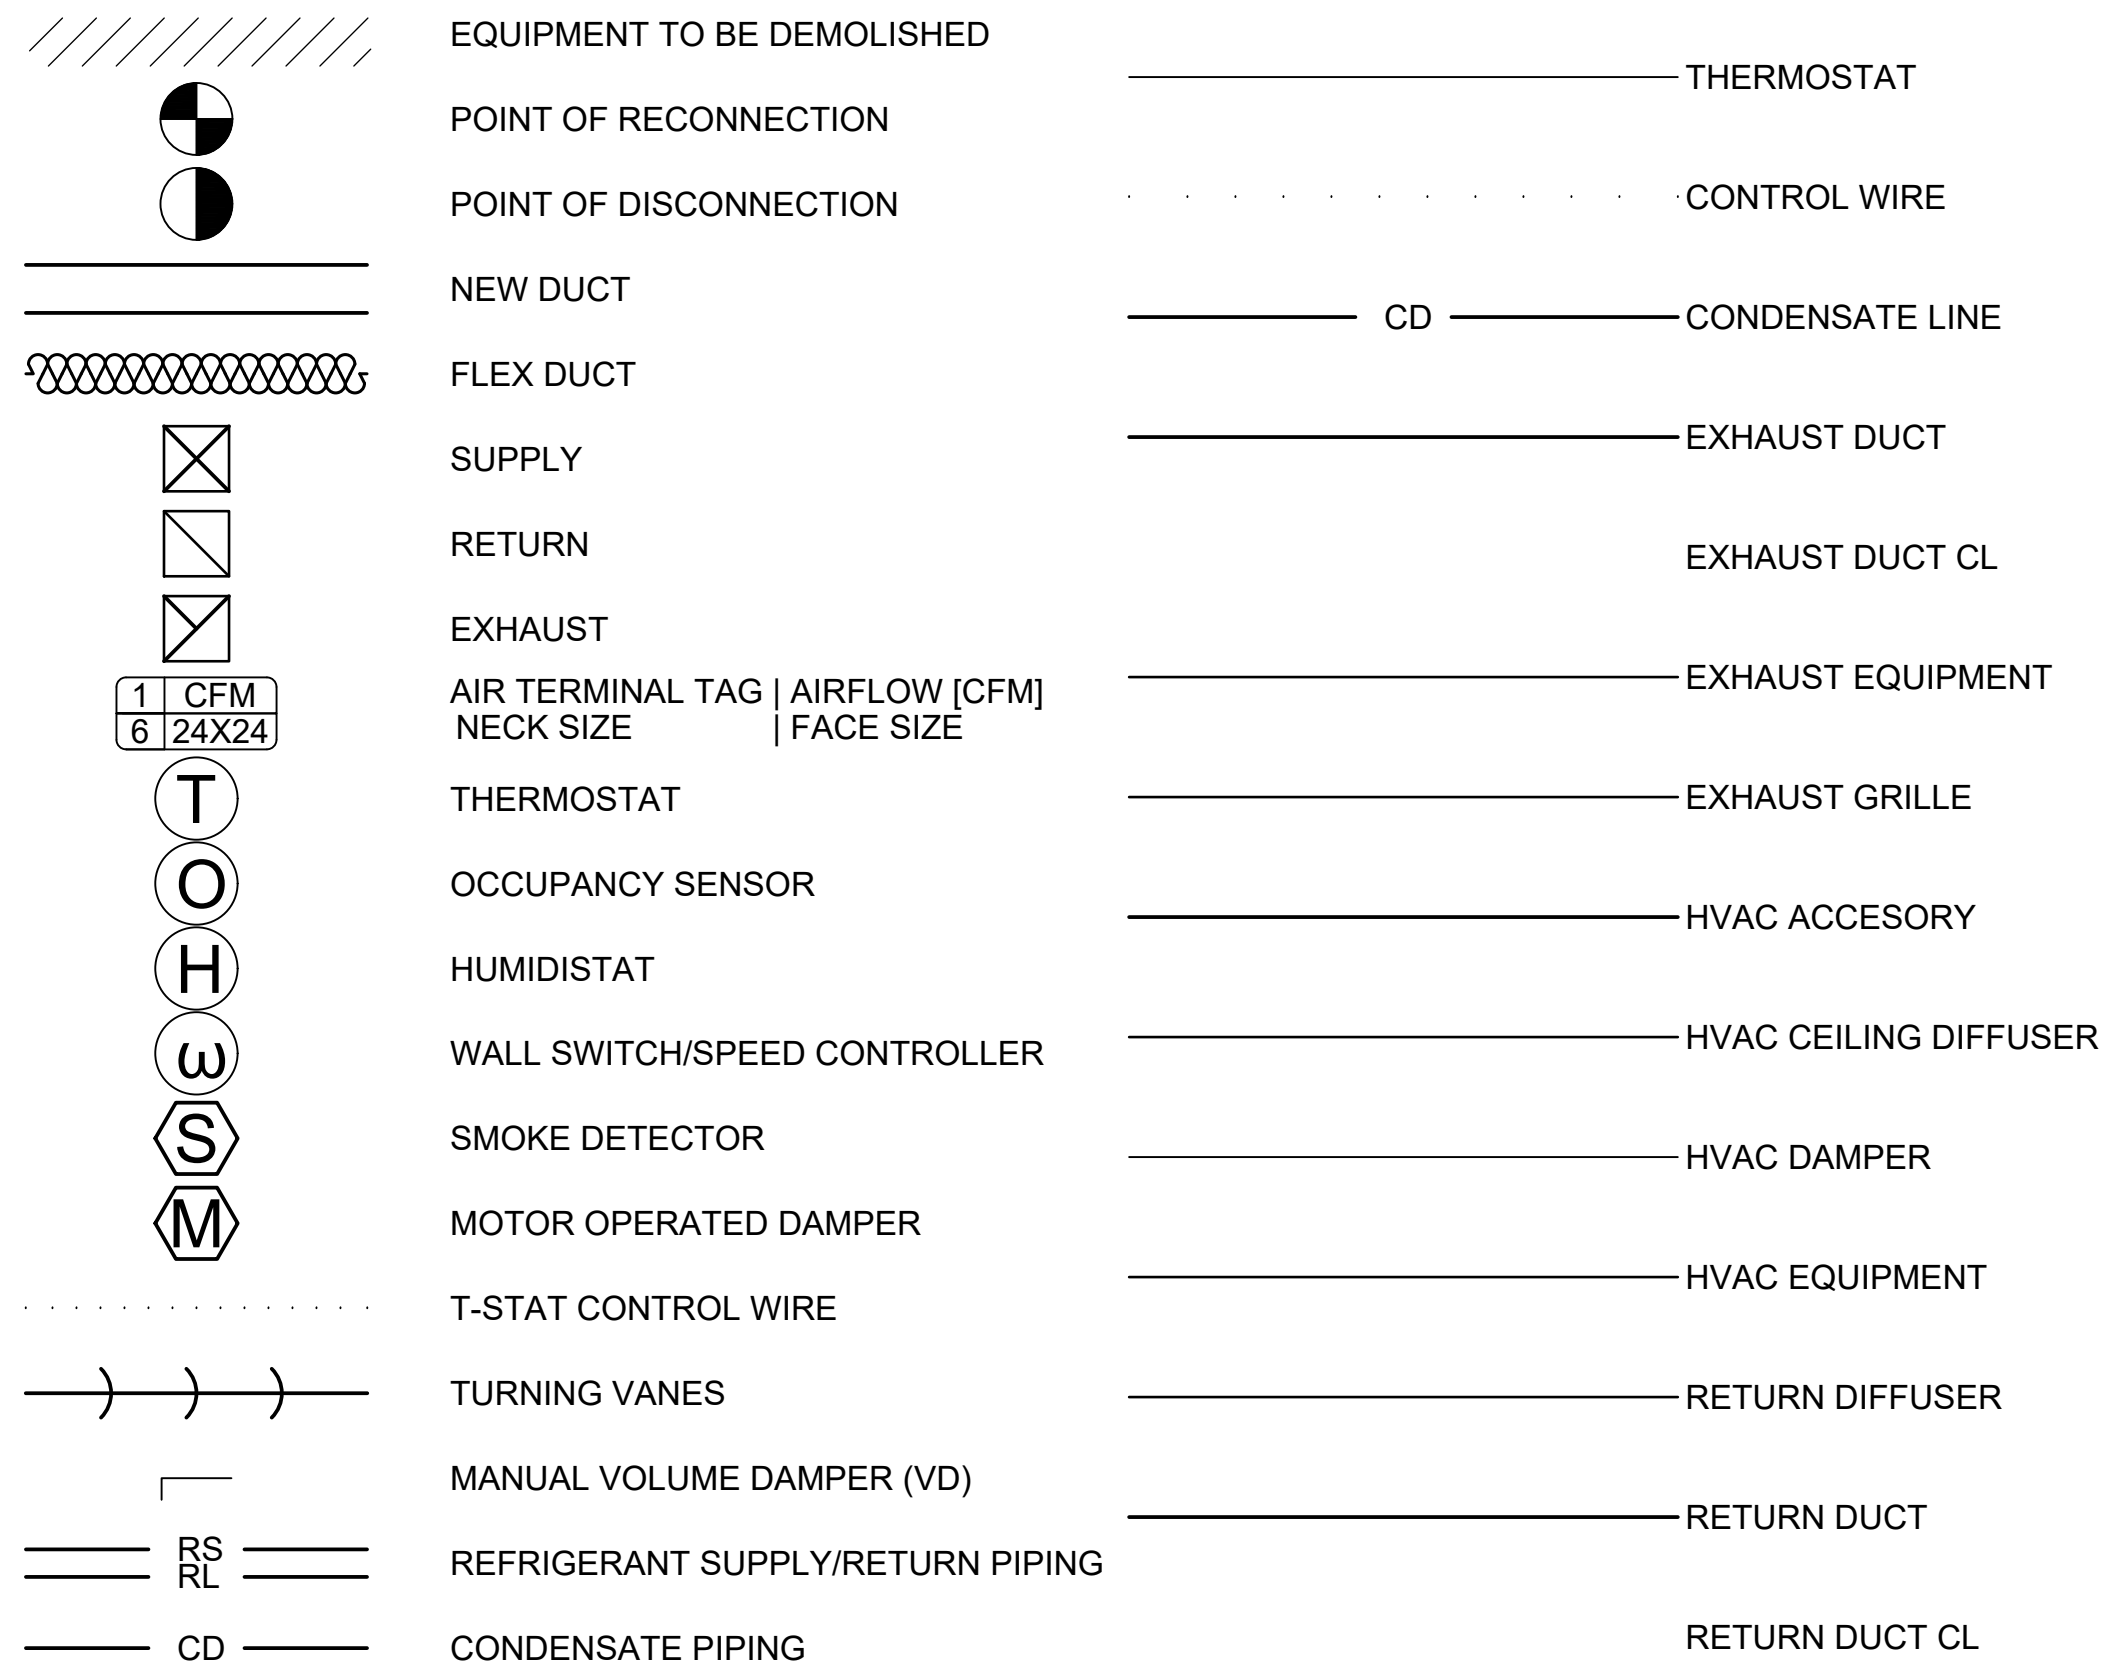 EQUIPMENT TO BE DEMOLISHED
POINT OF RECONNECTION
POINT OF DISCONNECTION
NEW DUCT
FLEX DUCT
SUPPLY
RETURN
EXHAUST
1 CFM AIR TERMINAL TAG | AIRFLOW [CFM]
6 24X24 NECK SIZE | FACE SIZE
T THERMOSTAT
O OCCUPANCY SENSOR
H HUMIDISTAT
ω WALL SWITCH/SPEED CONTROLLER
S SMOKE DETECTOR
M MOTOR OPERATED DAMPER
T-STAT CONTROL WIRE
TURNING VANES
MANUAL VOLUME DAMPER (VD)
RS
RL
REFRIGERANT SUPPLY/RETURN PIPING
CD CONDENSATE PIPING
THERMOSTAT
CONTROL WIRE
CD CONDENSATE LINE
EXHAUST DUCT
EXHAUST DUCT CL
EXHAUST EQUIPMENT
EXHAUST GRILLE
HVAC ACCESORY
HVAC CEILING DIFFUSER
HVAC DAMPER
HVAC EQUIPMENT
RETURN DIFFUSER
RETURN DUCT
RETURN DUCT CL